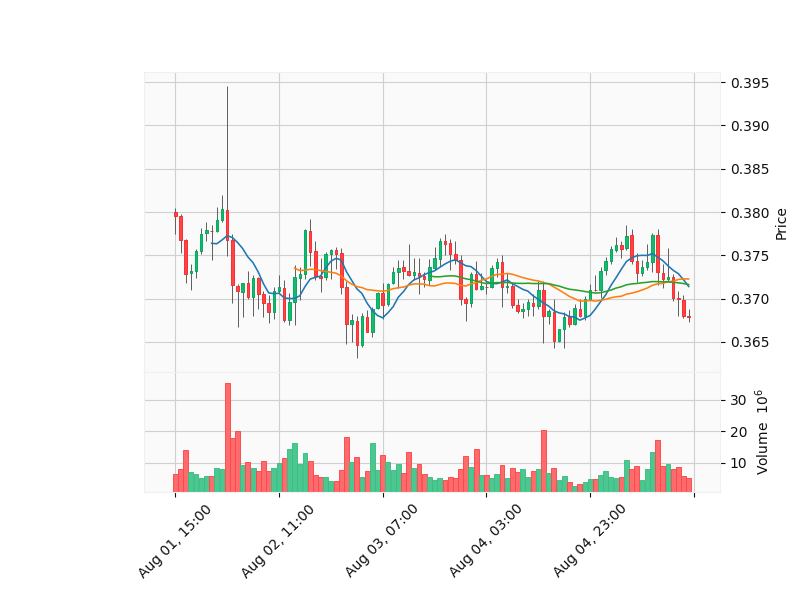 0.395
0.390
0.385
0.380
0.375
0.370
0.365
Price
30
20
10
Volume 10⁶
Aug 01, 15:00
Aug 02, 11:00
Aug 03, 07:00
Aug 04, 03:00
Aug 04, 23:00